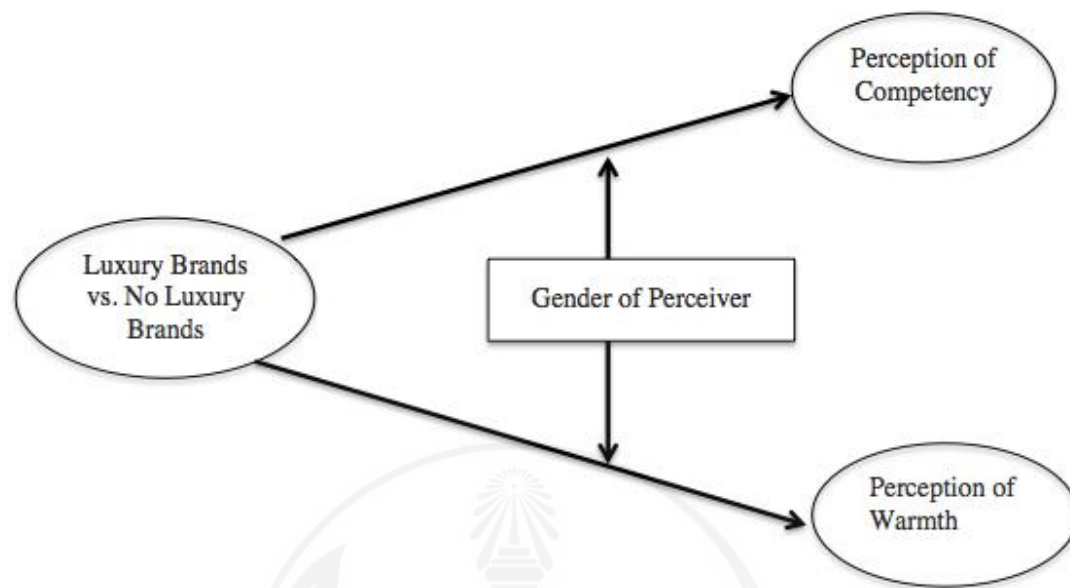 Perception of
Competency
Luxury Brands
vs. No Luxury
Brands
Gender of Perceiver
Perception of
Warmth